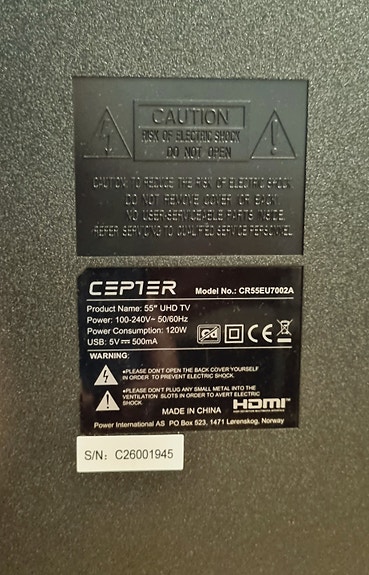 CAUTION
RISK OF ELECTRIC SHOCK
DO NOT OPEN
CAUTION: TO REDUCE THE RISK OF ELECTRIC SHOCK,
DO NOT REMOVE COVER OF BACK
NO USER-SERVICEABLE PARTS INSIDE.
REFER SERVICING TO QUALIFIED SERVICE PERSONNEL
CEPTER
Model No.: CR55EU7002A
Product Name: 55" UHD TV
Power: 100-240V~ 50/60Hz
Power Consumption: 120W
USB: 5V⎓ 500mA
WARNING:
●PLEASE DON'T OPEN THE BACK COVER YOURSELF
IN ORDER TO PREVENT ELECTRIC SHOCK.
●PLEASE DON'T PLUG ANY SMALL METAL INTO THE
VENTILATION SLOTS IN ORDER TO AVERT ELECTRIC
SHOCK
MADE IN CHINA
HDMI
HIGH-DEFINITION MULTIMEDIA INTERFACE
Power International AS PO Box 523, 1471 Lørenskog, Norway
S/N: C26001945